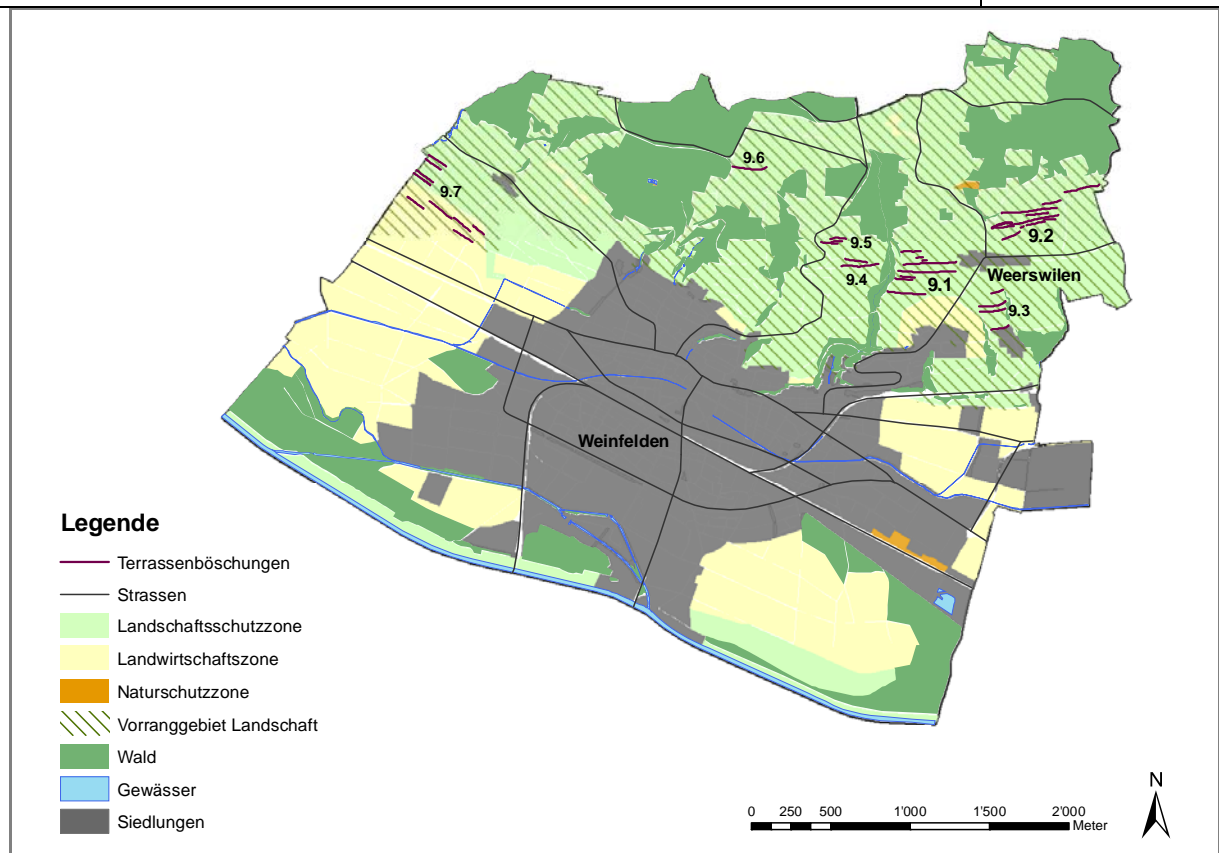 9.6
9.7
9.5
9.4
9.2
9.1
Weerswilen
9.3
Weinfelden
Legende
Terrassenböschungen
Strassen
Landschaftsschutzzone
Landwirtschaftszone
Naturschutzzone
Vorranggebiet Landschaft
Wald
Gewässer
Siedlungen
0 250 500 1'000 1'500 2'000
Meter
N